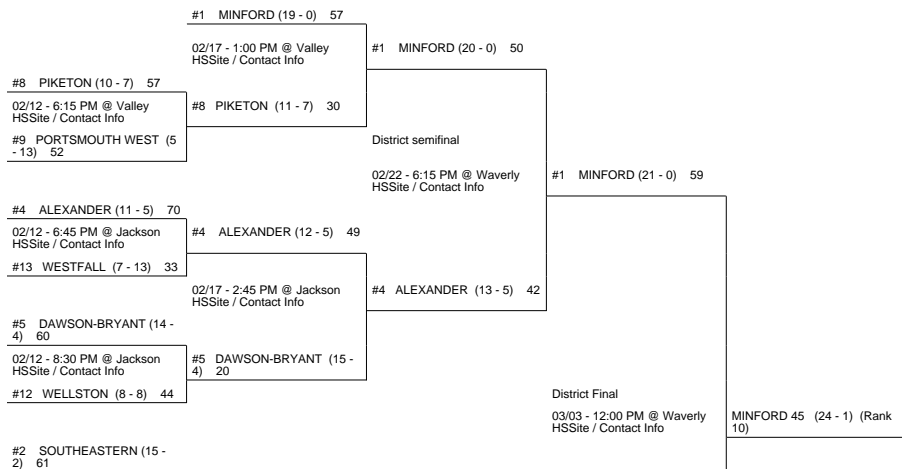 #1 MINFORD (19 - 0) 57
02/17 - 1:00 PM @ Valley
HSSite / Contact Info
#1 MINFORD (20 - 0) 50
#8 PIKETON (10 - 7) 57
02/12 - 6:15 PM @ Valley
HSSite / Contact Info
#8 PIKETON (11 - 7) 30
#9 PORTSMOUTH WEST (5
- 13) 52
District semifinal
02/22 - 6:15 PM @ Waverly
HSSite / Contact Info
#1 MINFORD (21 - 0) 59
#4 ALEXANDER (11 - 5) 70
02/12 - 6:45 PM @ Jackson
HSSite / Contact Info
#4 ALEXANDER (12 - 5) 49
#13 WESTFALL (7 - 13) 33
02/17 - 2:45 PM @ Jackson
HSSite / Contact Info
#4 ALEXANDER (13 - 5) 42
#5 DAWSON-BRYANT (14 -
4) 60
02/12 - 8:30 PM @ Jackson
HSSite / Contact Info
#5 DAWSON-BRYANT (15 -
4) 20
#12 WELLSTON (8 - 8) 44
District Final
03/03 - 12:00 PM @ Waverly
HSSite / Contact Info
MINFORD 45 (24 - 1) (Rank
10)
#2 SOUTHEASTERN (15 -
2) 61